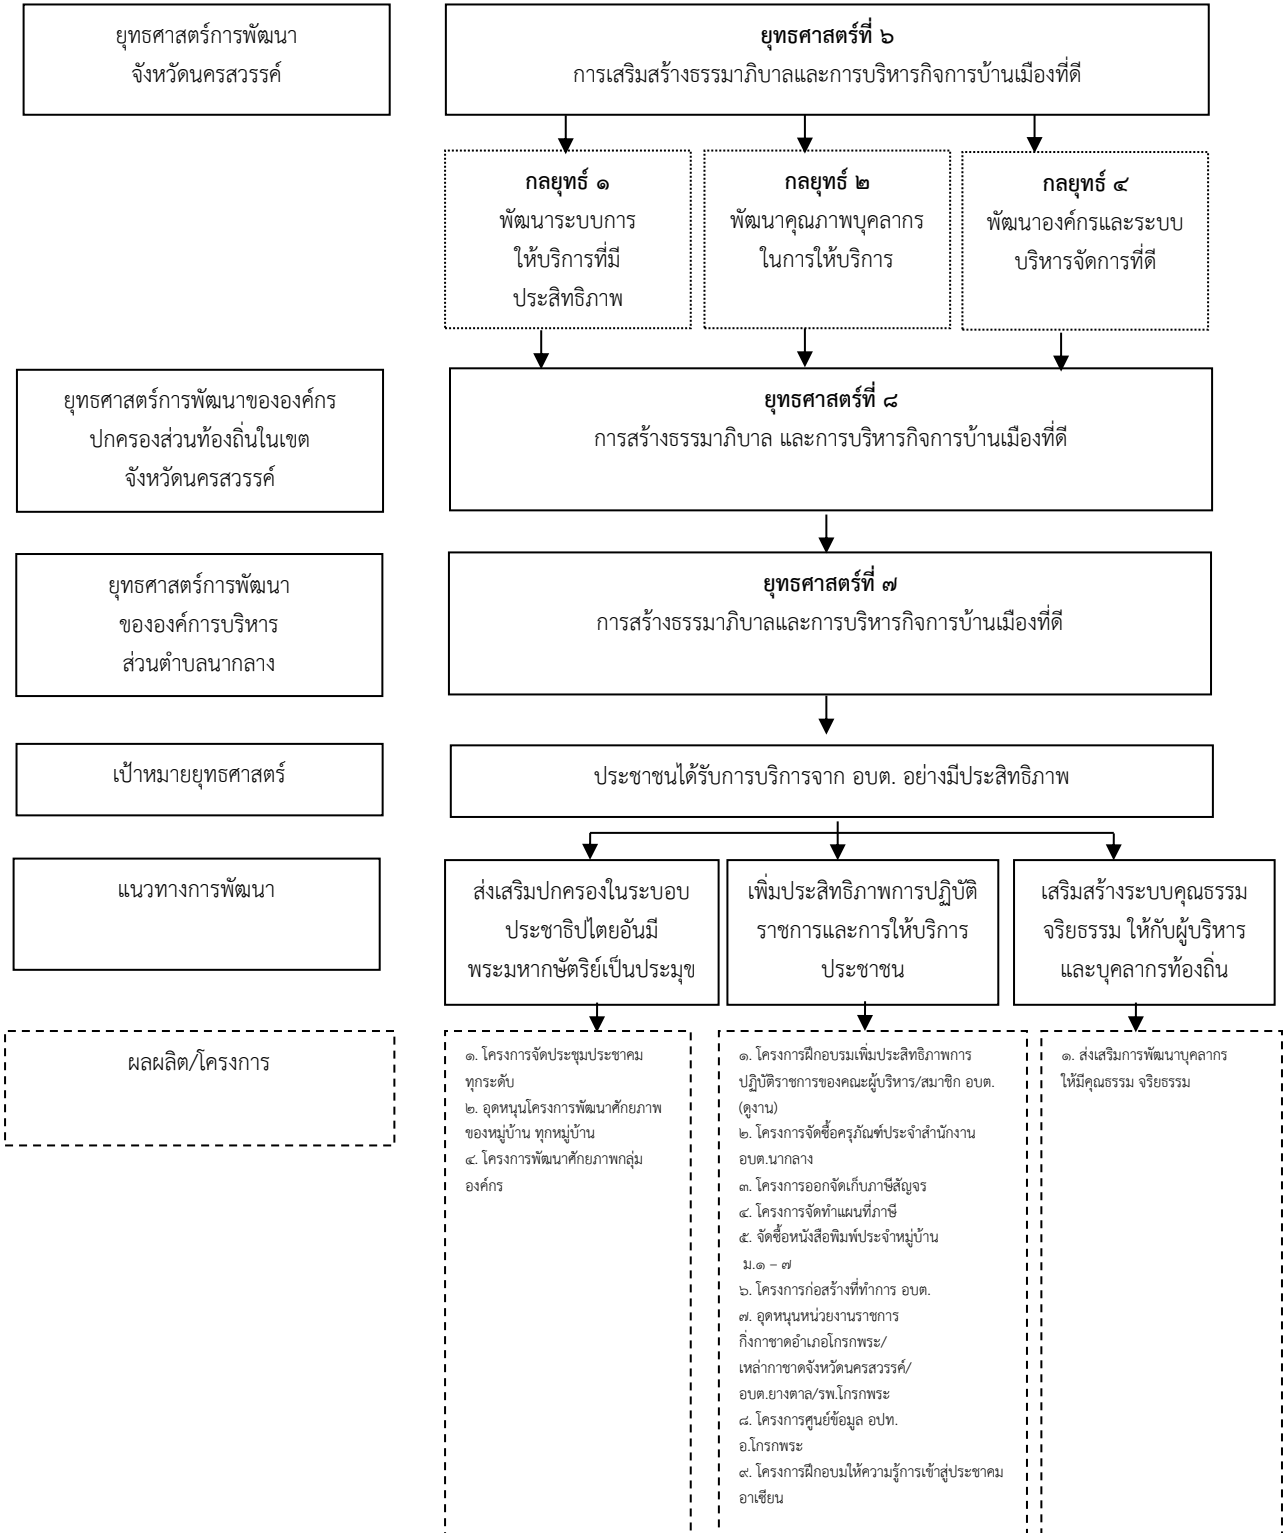 ยุทธศาสตร์การพัฒนา
จังหวัดนครสวรรค์
ยุทธศาสตร์ที่ ๖
การเสริมสร้างธรรมาภิบาลและการบริหารกิจการบ้านเมืองที่ดี
กลยุทธ์ ๑
พัฒนาระบบการ
ให้บริการที่มี
ประสิทธิภาพ
กลยุทธ์ ๒
พัฒนาคุณภาพบุคลากร
ในการให้บริการ
กลยุทธ์ ๔
พัฒนาองค์กรและระบบ
บริหารจัดการที่ดี
ยุทธศาสตร์การพัฒนาขององค์กร
ปกครองส่วนท้องถิ่นในเขต
จังหวัดนครสวรรค์
ยุทธศาสตร์ที่ ๘
การสร้างธรรมาภิบาล และการบริหารกิจการบ้านเมืองที่ดี
ยุทธศาสตร์การพัฒนา
ขององค์การบริหาร
ส่วนตำบลนากลาง
ยุทธศาสตร์ที่ ๗
การสร้างธรรมาภิบาลและการบริหารกิจการบ้านเมืองที่ดี
เป้าหมายยุทธศาสตร์
ประชาชนได้รับการบริการจาก อบต. อย่างมีประสิทธิภาพ
แนวทางการพัฒนา
ส่งเสริมปกครองในระบอบ
ประชาธิปไตยอันมี
พระมหากษัตริย์เป็นประมุข
เพิ่มประสิทธิภาพการปฏิบัติ
ราชการและการให้บริการ
ประชาชน
เสริมสร้างระบบคุณธรรม
จริยธรรม ให้กับผู้บริหาร
และบุคลากรท้องถิ่น
ผลผลิต/โครงการ
๑. โครงการจัดประชุมประชาคม
ทุกระดับ
๒. อุดหนุนโครงการพัฒนาศักยภาพ
ของหมู่บ้าน ทุกหมู่บ้าน
๔. โครงการพัฒนาศักยภาพกลุ่ม
องค์กร
๑. โครงการฝึกอบรมเพิ่มประสิทธิภาพการ
ปฏิบัติราชการของคณะผู้บริหาร/สมาชิก อบต.
(ดูงาน)
๒. โครงการจัดซื้อครุภัณฑ์ประจำสำนักงาน
อบต.นากลาง
๓. โครงการออกจัดเก็บภาษีสัญจร
๔. โครงการจัดทำแผนที่ภาษี
๕. จัดซื้อหนังสือพิมพ์ประจำหมู่บ้าน
ม.๑ – ๗
๖. โครงการก่อสร้างที่ทำการ อบต.
๗. อุดหนุนหน่วยงานราชการ
กิ่งกาชาดอำเภอโกรกพระ/
เหล่ากาชาดจังหวัดนครสวรรค์/
อบต.ยางตาล/รพ.โกรกพระ
๘. โครงการศูนย์ข้อมูล อปท.
อ.โกรกพระ
๙. โครงการฝึกอบมให้ความรู้การเข้าสู่ประชาคม
อาเซียน
๑. ส่งเสริมการพัฒนาบุคลากร
ให้มีคุณธรรม จริยธรรม